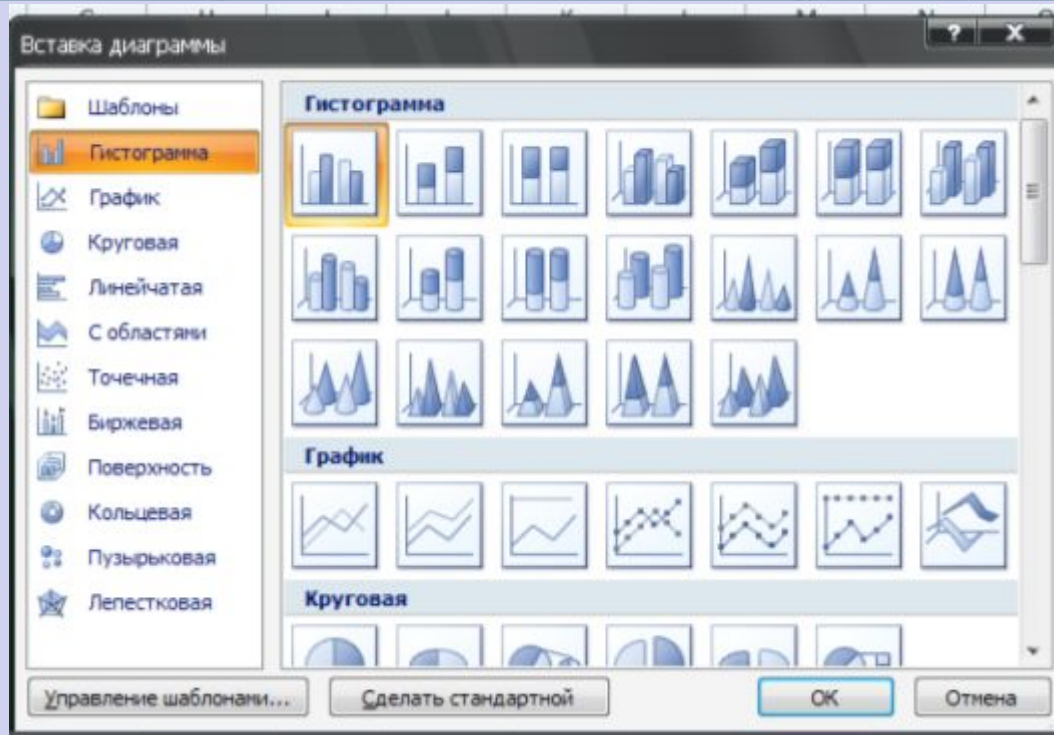 Вставка диаграммы
Шаблоны
Гистограмма
График
Круговая
Линейчатая
С областями
Точечная
Биржевая
Поверхность
Кольцевая
Пузырьковая
Лепестковая
Гистограмма
График
Круговая
Управление шаблонами...
Сделать стандартной
ОК
Отмена